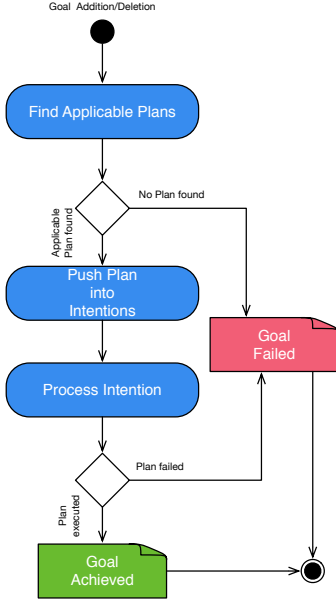 Goal Addition/Deletion
Find Applicable Plans
No Plan found
Applicable
Plan found
Push Plan
into
Intentions
Goal
Failed
Process Intention
Plan failed
Plan
executed
Goal
Achieved